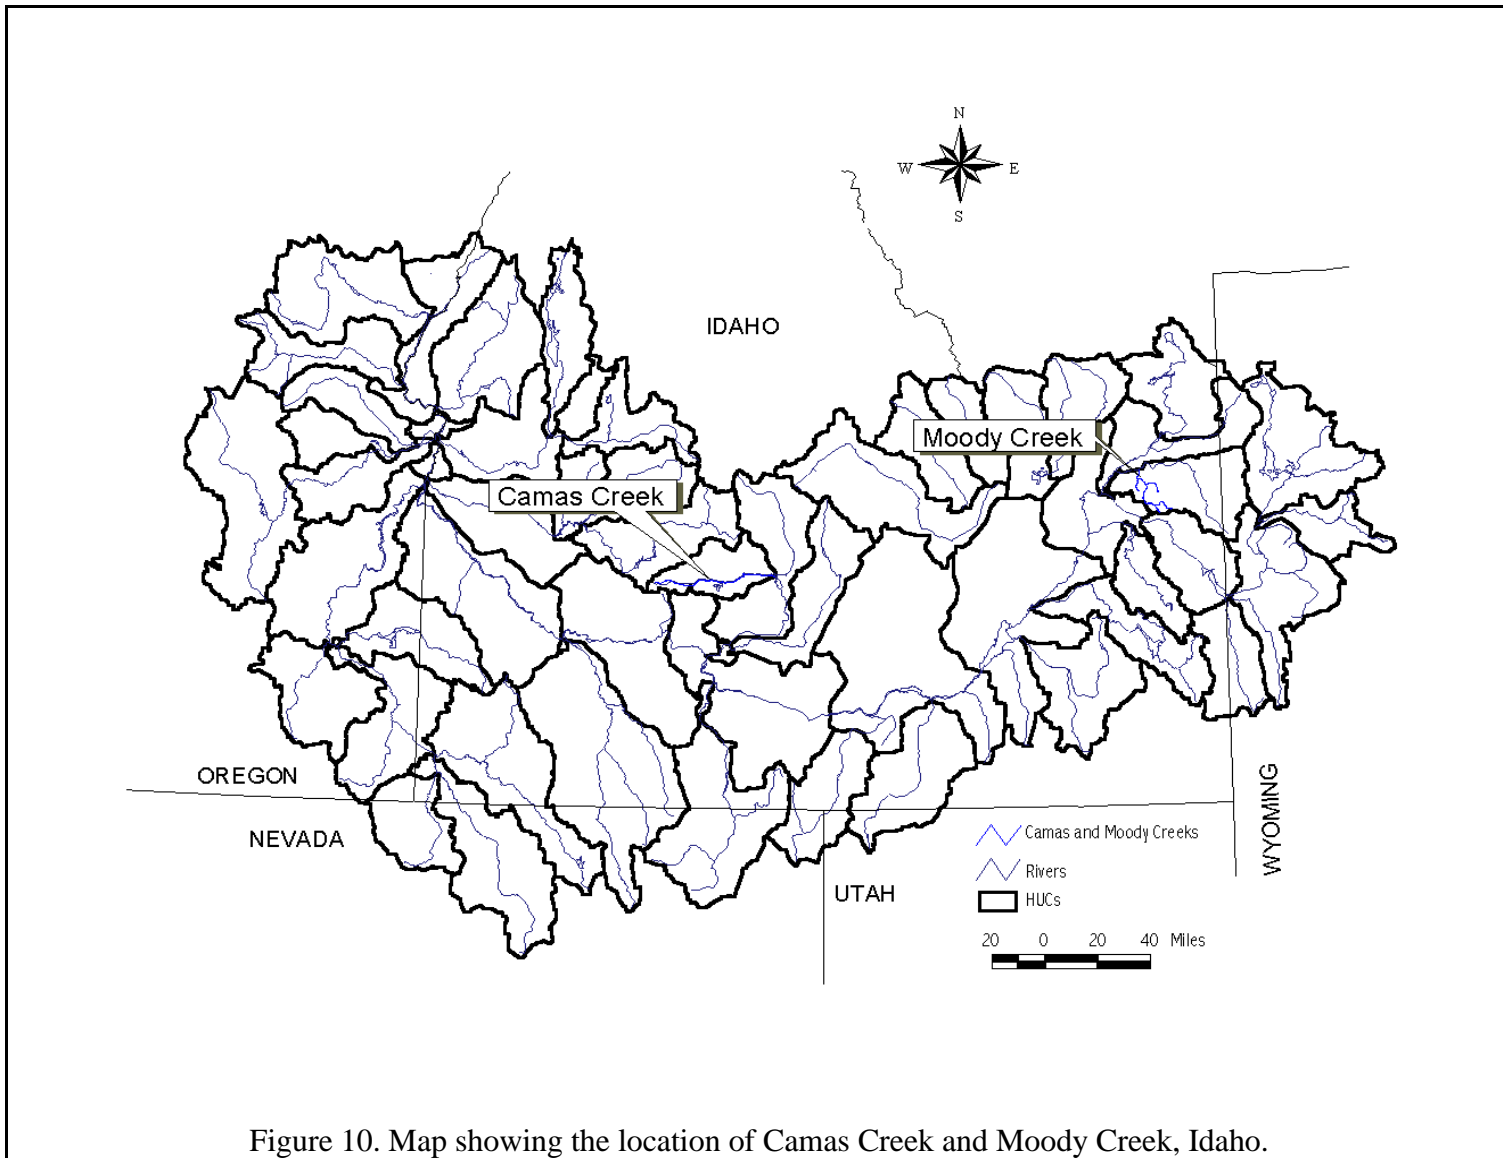 N
W E
S
IDAHO
Moody Creek
Camas Creek
OREGON
NEVADA
WYOMING
UTAH
Camas and Moody Creeks
Rivers
HUCs
20 0 20 40 Miles
Figure 10. Map showing the location of Camas Creek and Moody Creek, Idaho.